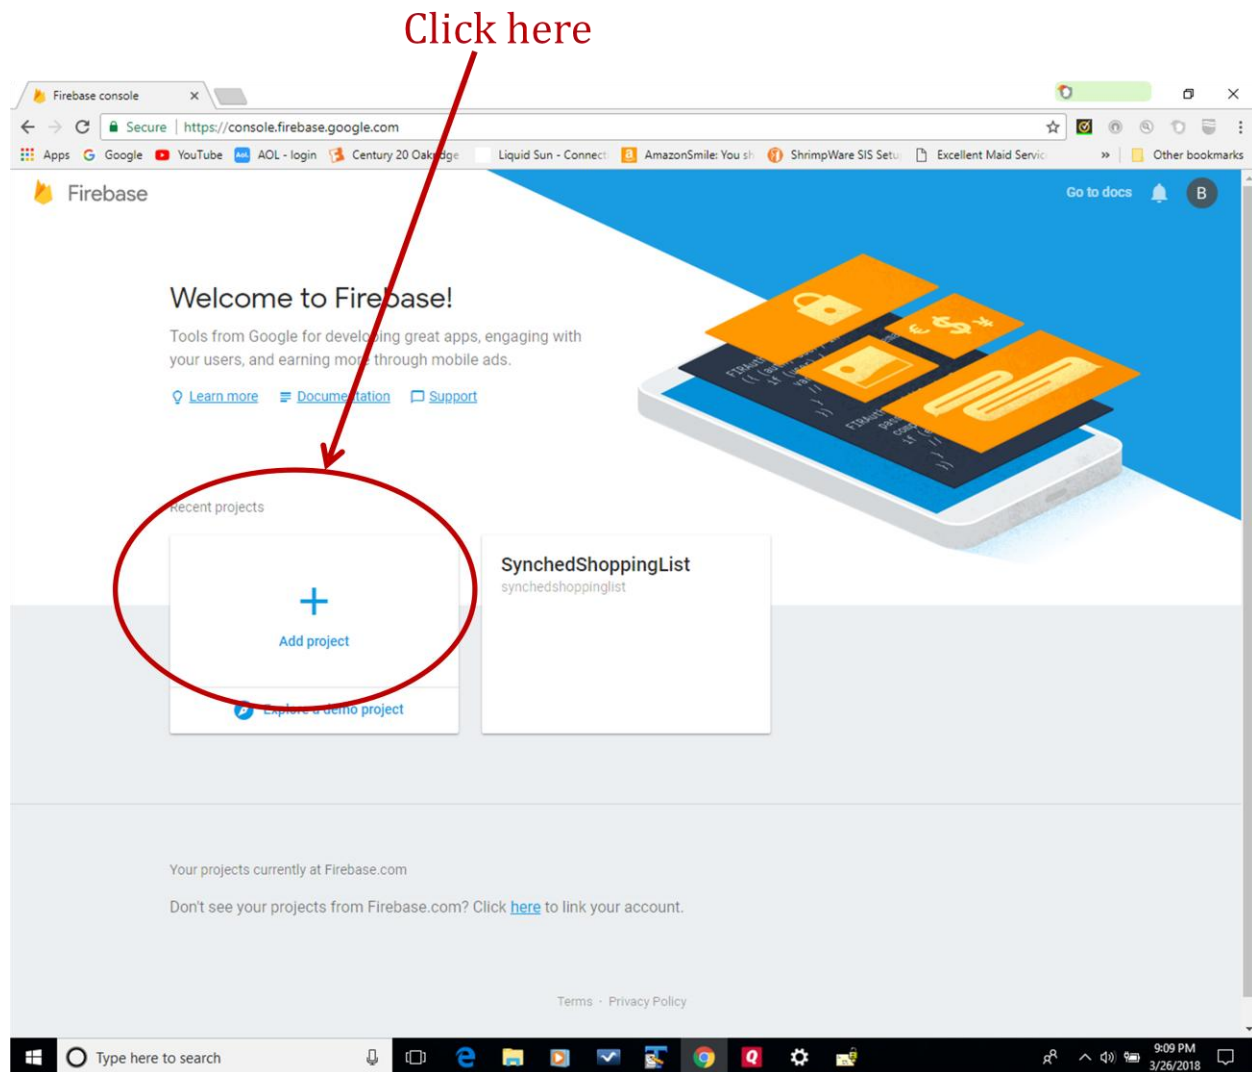 Click here
Firebase console
Secure | https://console.firebase.google.com
Apps Google YouTube AOL - login Century 20 Oakridge Liquid Sun - Connect AmazonSmile: You sh ShrimpWare SIS Setu Excellent Maid Servic » Other bookmarks
Firebase
Go to docs B
Welcome to Firebase!
Tools from Google for developing great apps, engaging with
your users, and earning more through mobile ads.
Learn more Documentation Support
Recent projects
Add project
Explore a demo project
SynchedShoppingList
synchedshoppinglist
Your projects currently at Firebase.com
Don't see your projects from Firebase.com? Click here to link your account.
Terms · Privacy Policy
Type here to search
9:09 PM
3/26/2018